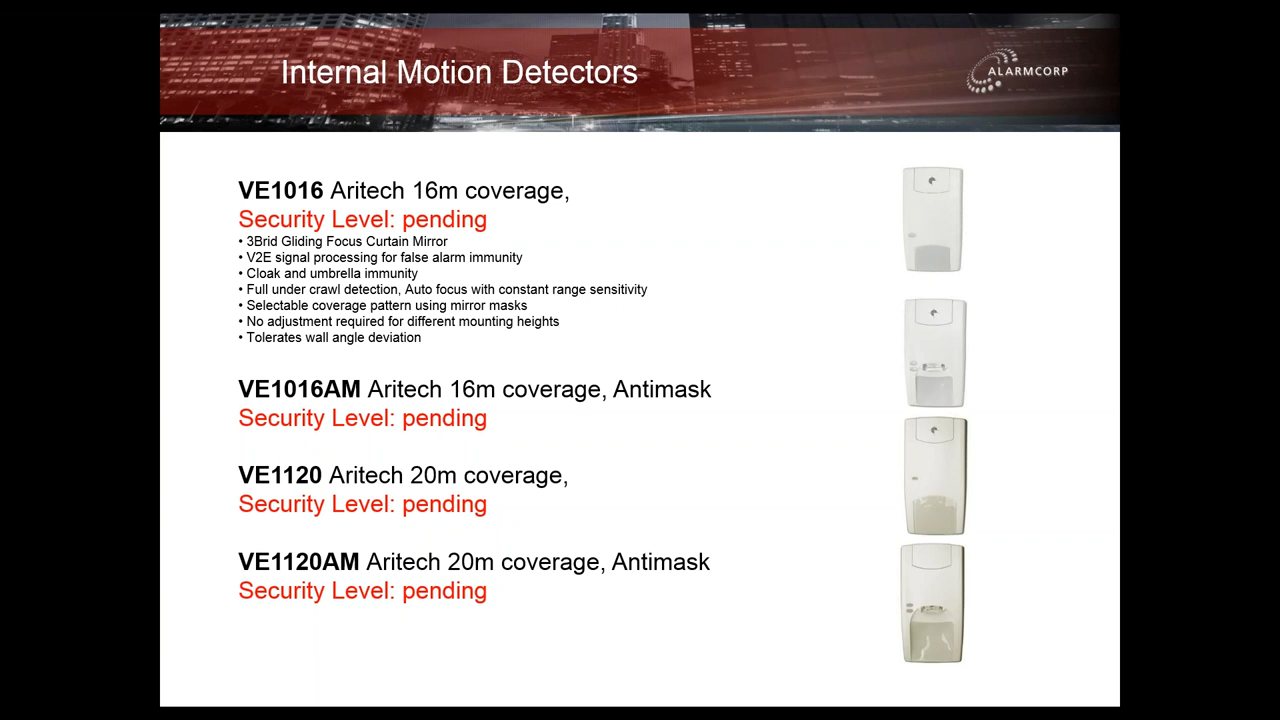 Internal Motion Detectors
ALARMCORP
VE1016 Aritech 16m coverage,
Security Level: pending
• 3Brid Gliding Focus Curtain Mirror
• V2E signal processing for false alarm immunity
• Cloak and umbrella immunity
• Full under crawl detection, Auto focus with constant range sensitivity
• Selectable coverage pattern using mirror masks
• No adjustment required for different mounting heights
• Tolerates wall angle deviation
VE1016AM Aritech 16m coverage, Antimask
Security Level: pending
VE1120 Aritech 20m coverage,
Security Level: pending
VE1120AM Aritech 20m coverage, Antimask
Security Level: pending